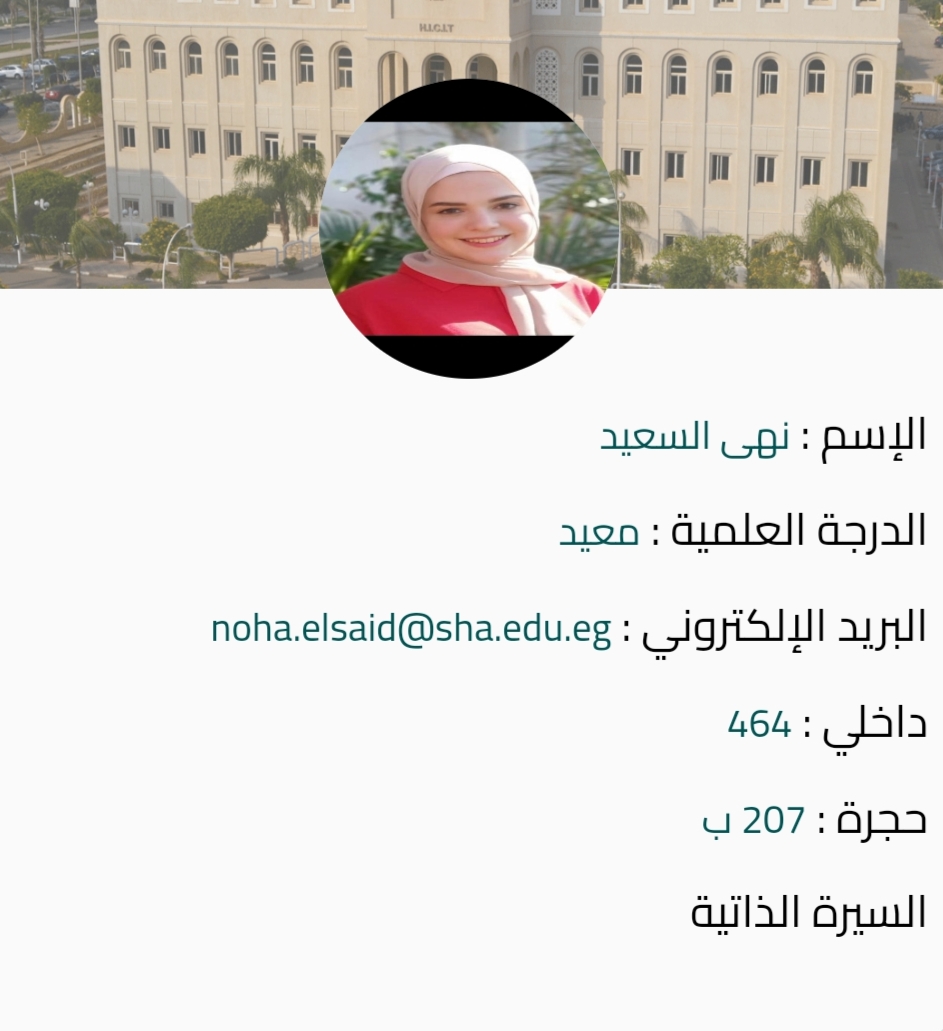 H.I.C.I.T
الإسم : نهى السعيد
الدرجة العلمية : معيد
البريد الإلكتروني : noha.elsaid@sha.edu.eg
داخلي : 464
حجرة : 207 ب
السيرة الذاتية